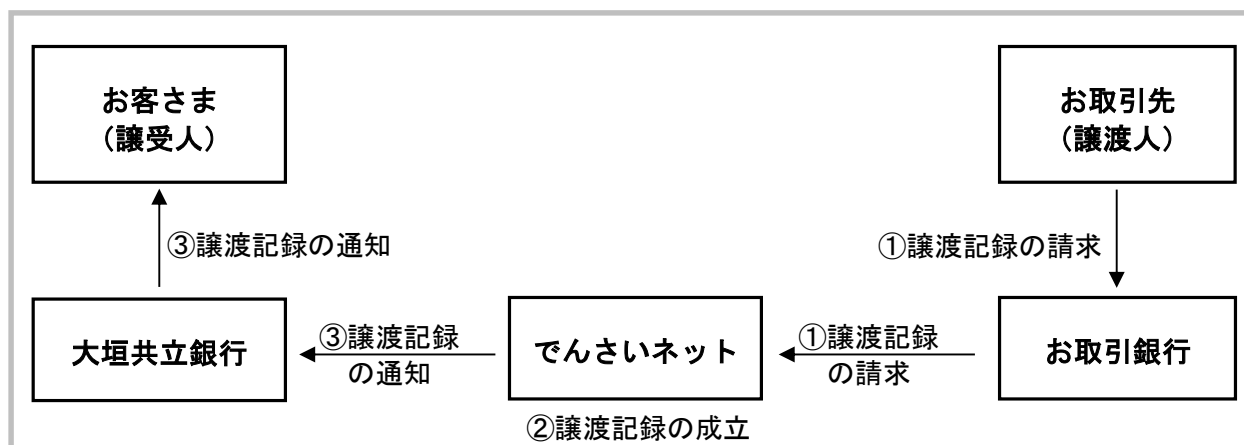 お客さま
（譲受人）
お取引先
（譲渡人）
③譲渡記録の通知
①譲渡記録の請求
大垣共立銀行
③譲渡記録
の通知
でんさいネット
①譲渡記録
の請求
お取引銀行
②譲渡記録の成立